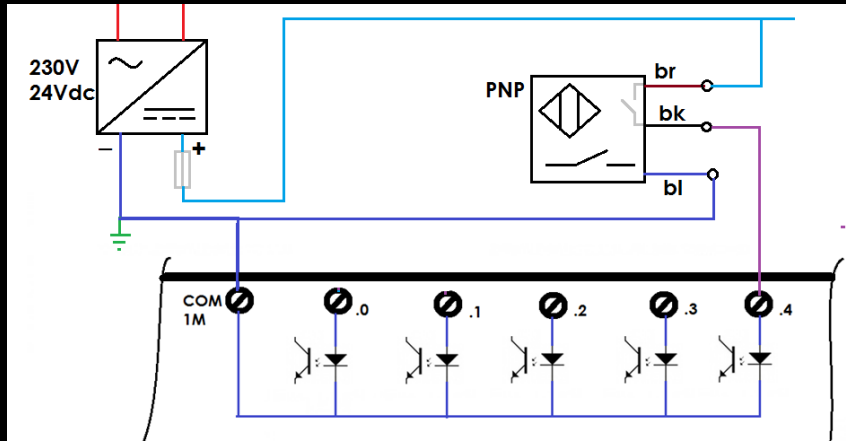 230V
24Vdc
PNP
br
bk
bl
− +
COM
1M
.0
.1
.2
.3
.4